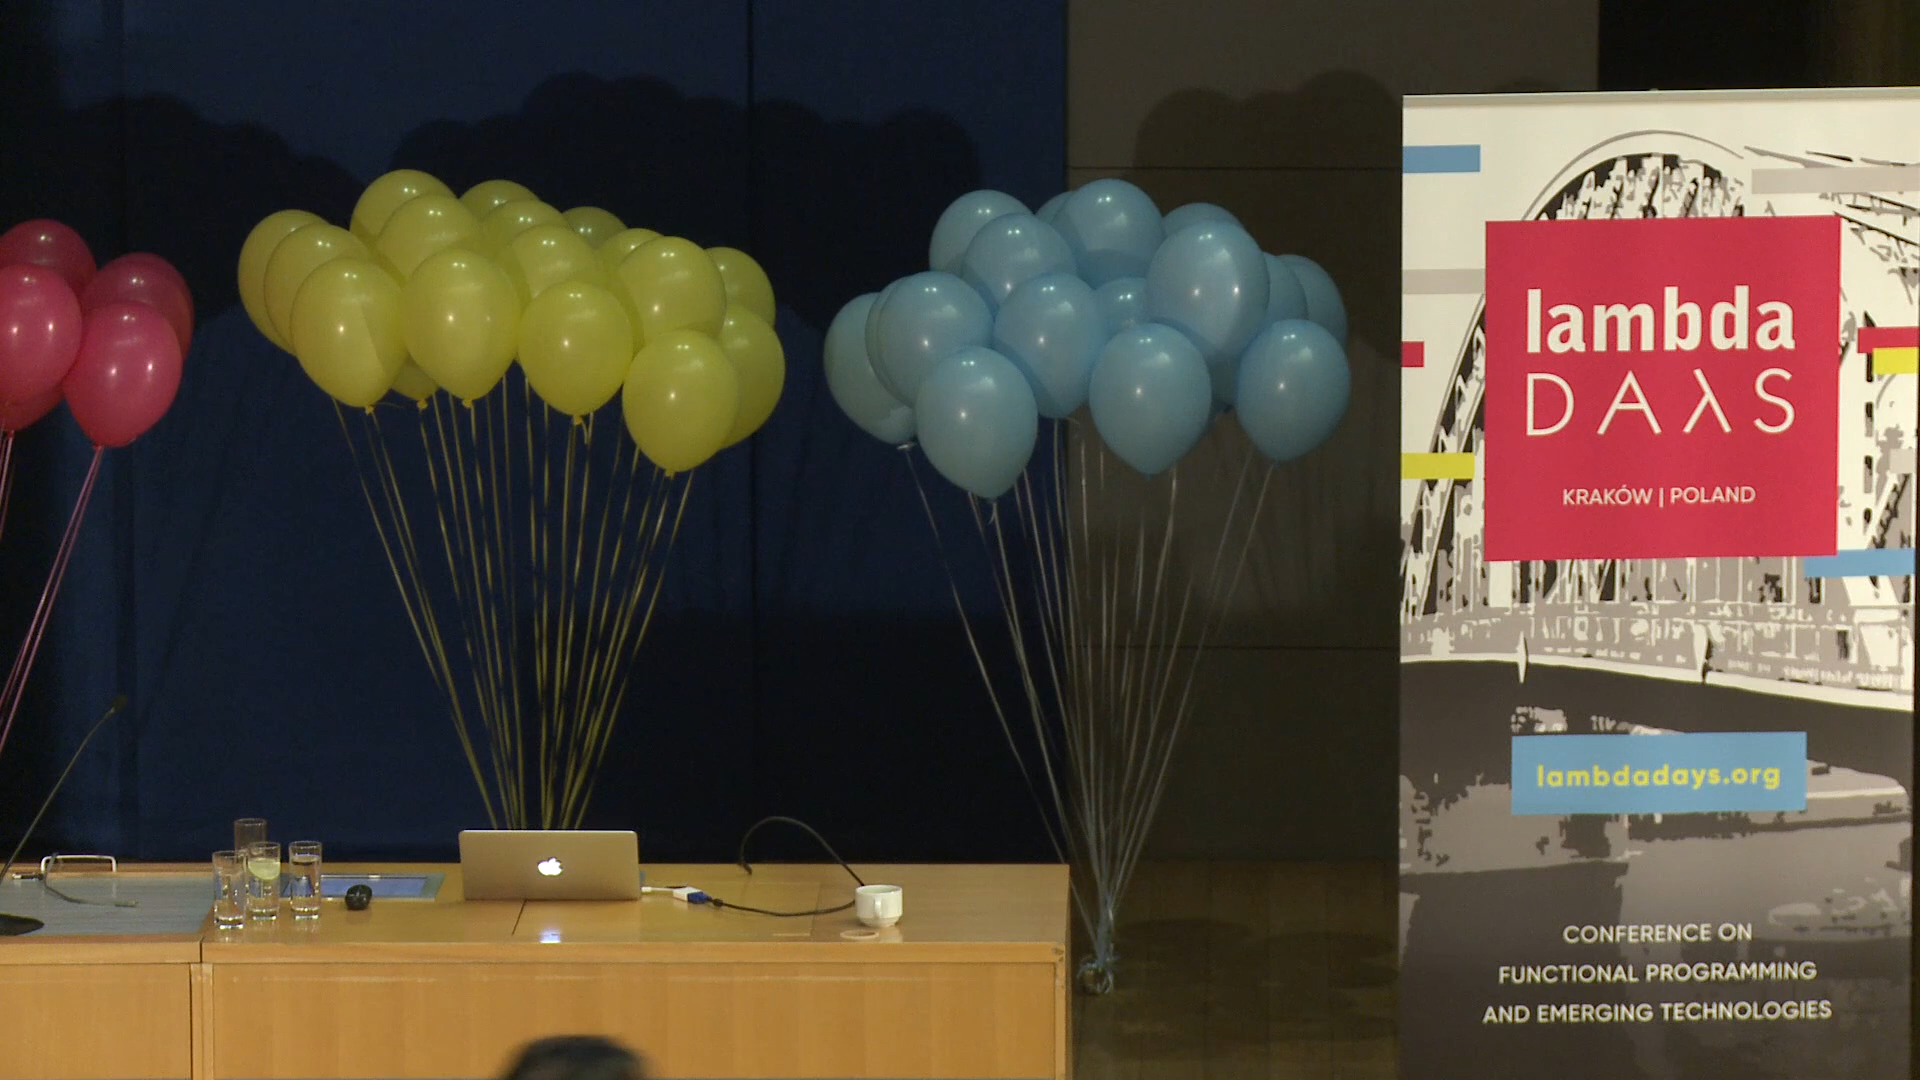 lambda
DAλS
KRAKÓW | POLAND
lambdadays.org
CONFERENCE ON
FUNCTIONAL PROGRAMMING
AND EMERGING TECHNOLOGIES